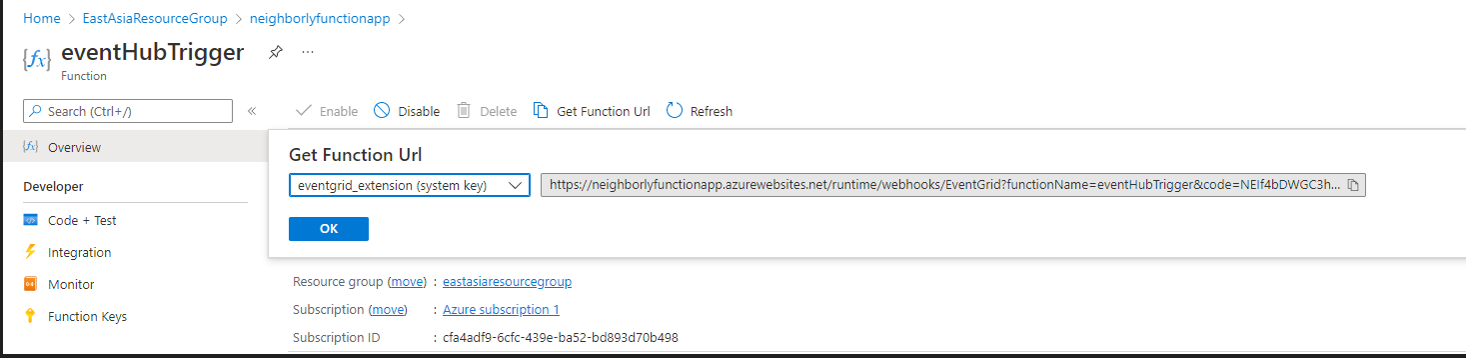 Home > EastAsiaResourceGroup > neighborlyfunctionapp >
{fx} eventHubTrigger ...
Function
Search (Ctrl+/) «
Enable Disable Delete Get Function Url Refresh
{fx} Overview
Get Function Url
eventgrid_extension (system key) https://neighborlyfunctionapp.azurewebsites.net/runtime/webhooks/EventGrid?functionName=eventHubTrigger&code=NEIf4bDWGC3h...
Developer
Code + Test
OK
Integration
Monitor
Resource group (move) : eastasiaresourcegroup
Subscription (move) : Azure subscription 1
Function Keys
Subscription ID : cfa4adf9-6cfc-439e-ba52-bd893d70b498